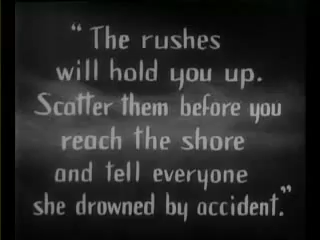 "The rushes
will hold you up.
Scatter them before you
reach the shore
and tell everyone
she drowned by accident."